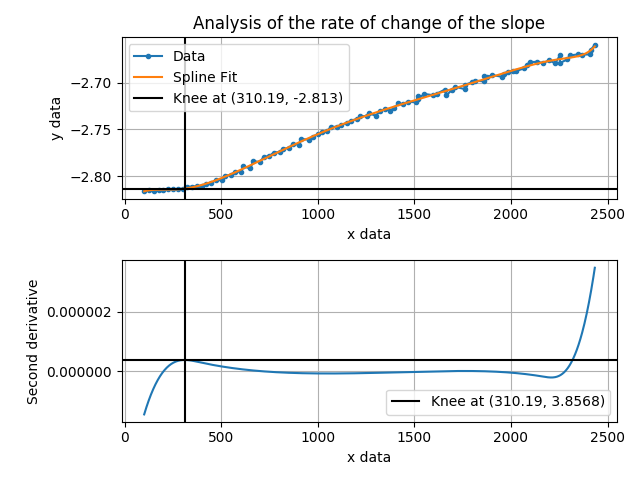 Analysis of the rate of change of the slope
Data
Spline Fit
Knee at (310.19, -2.813)
y data
−2.70
−2.75
−2.80
0 500 1000 1500 2000 2500
x data
Second derivative
0.000002
0.000000
Knee at (310.19, 3.8568)
0 500 1000 1500 2000 2500
x data